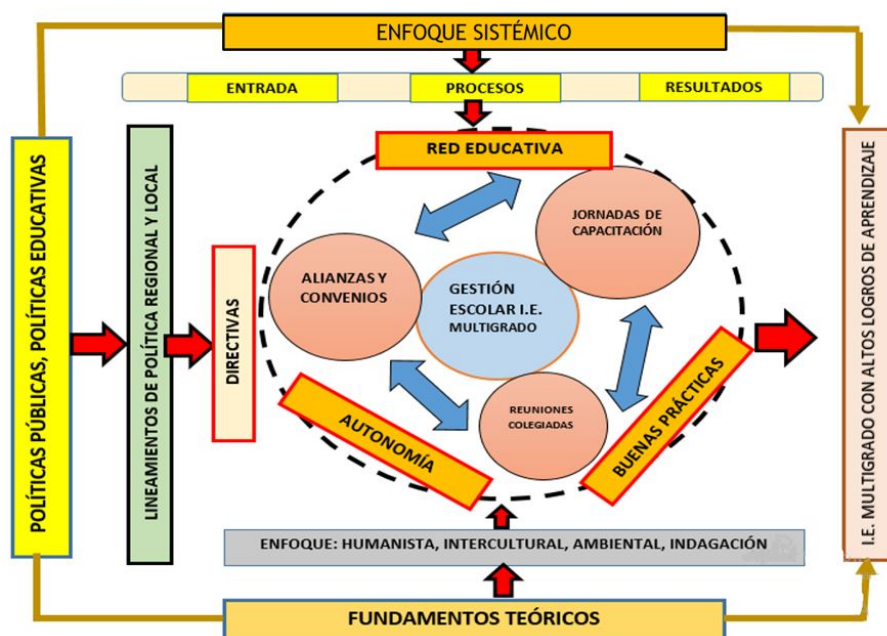 ENFOQUE SISTÉMICO
ENTRADA
PROCESOS
RESULTADOS
POLÍTICAS PÚBLICAS, POLÍTICAS EDUCATIVAS
LINEAMIENTOS DE POLÍTICA REGIONAL Y LOCAL
DIRECTIVAS
RED EDUCATIVA
JORNADAS DE
CAPACITACIÓN
ALIANZAS Y
CONVENIOS
GESTIÓN
ESCOLAR I.E.
MULTIGRADO
REUNIONES
COLEGIADAS
AUTONOMÍA
BUENAS PRÁCTICAS
I.E. MULTIGRADO CON ALTOS LOGROS DE APRENDIZAJE
ENFOQUE: HUMANISTA, INTERCULTURAL, AMBIENTAL, INDAGACIÓN
FUNDAMENTOS TEÓRICOS